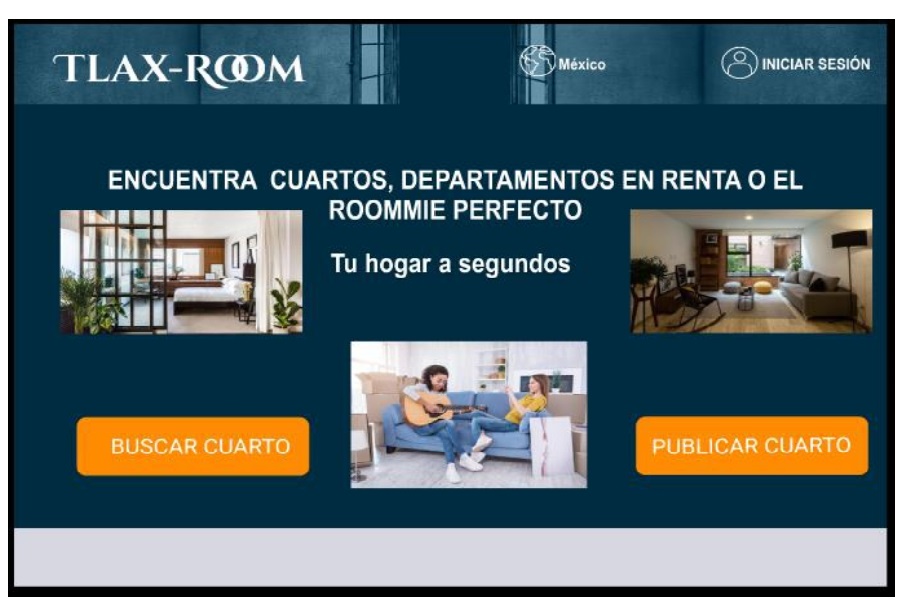 TLAX-ROOM
México
INICIAR SESIÓN
ENCUENTRA CUARTOS, DEPARTAMENTOS EN RENTA O EL
ROOMMIE PERFECTO
Tu hogar a segundos
BUSCAR CUARTO
PUBLICAR CUARTO